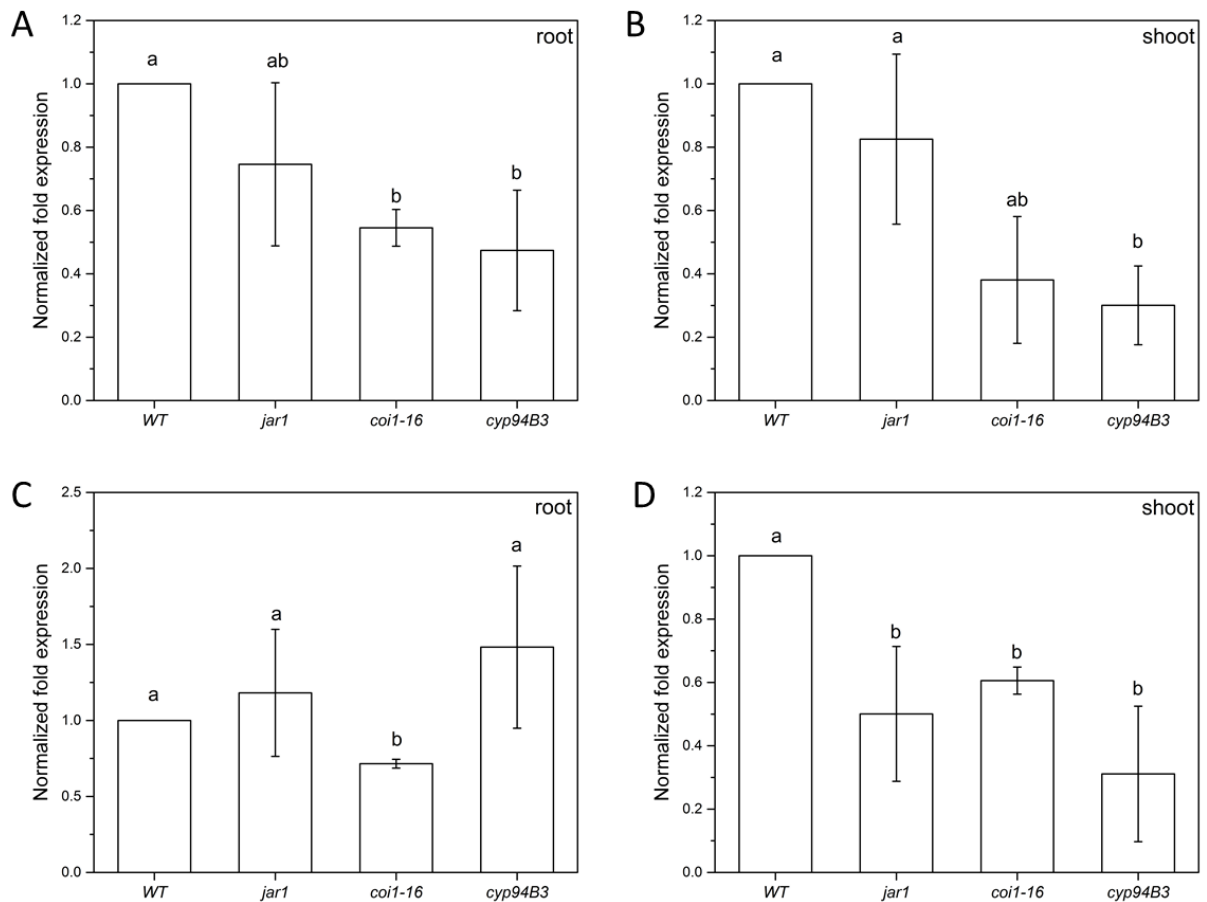 A
root
Normalized fold expression
1.2
1.0
0.8
0.6
0.4
0.2
0.0
a
ab
b
b
WT
jar1
coi1-16
cyp94B3
B
shoot
Normalized fold expression
1.2
1.0
0.8
0.6
0.4
0.2
0.0
a
a
ab
b
WT
jar1
coi1-16
cyp94B3
C
root
Normalized fold expression
2.5
2.0
1.5
1.0
0.5
0.0
a
a
b
a
WT
jar1
coi1-16
cyp94B3
D
shoot
Normalized fold expression
1.2
1.0
0.8
0.6
0.4
0.2
0.0
a
b
b
b
WT
jar1
coi1-16
cyp94B3